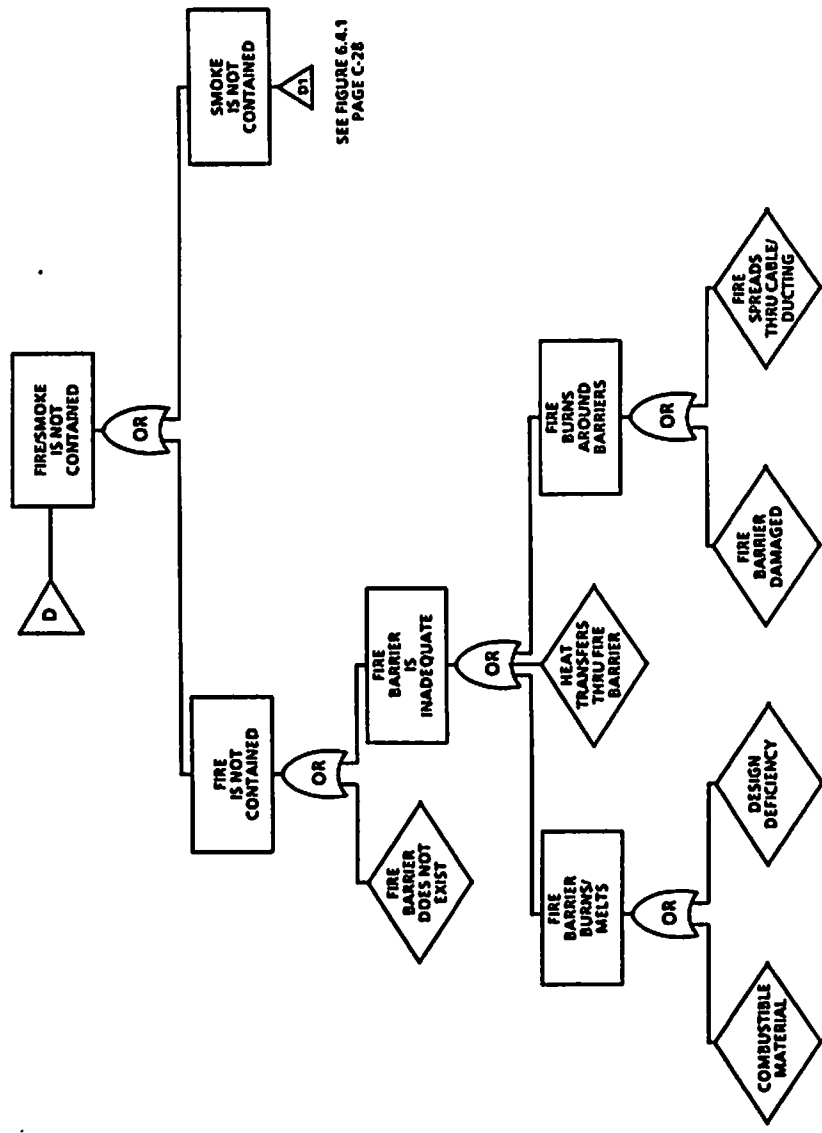 D
FIRE/SMOKE
IS NOT
CONTAINED
OR
FIRE
IS NOT
CONTAINED
SMOKE
IS NOT
CONTAINED
D1
SEE FIGURE 6.4.1
PAGE C-28
OR
FIRE
BARRIER
DOES NOT
EXIST
FIRE
BARRIER
IS
INADEQUATE
OR
FIRE
BARRIER
BURNS/
MELTS
HEAT
TRANSFERS
THRU FIRE
BARRIER
FIRE
BURNS
AROUND
BARRIERS
OR
OR
COMBUSTIBLE
MATERIAL
DESIGN
DEFICIENCY
FIRE
BARRIER
DAMAGED
FIRE
SPREADS
THRU CABLE/
DUCTING